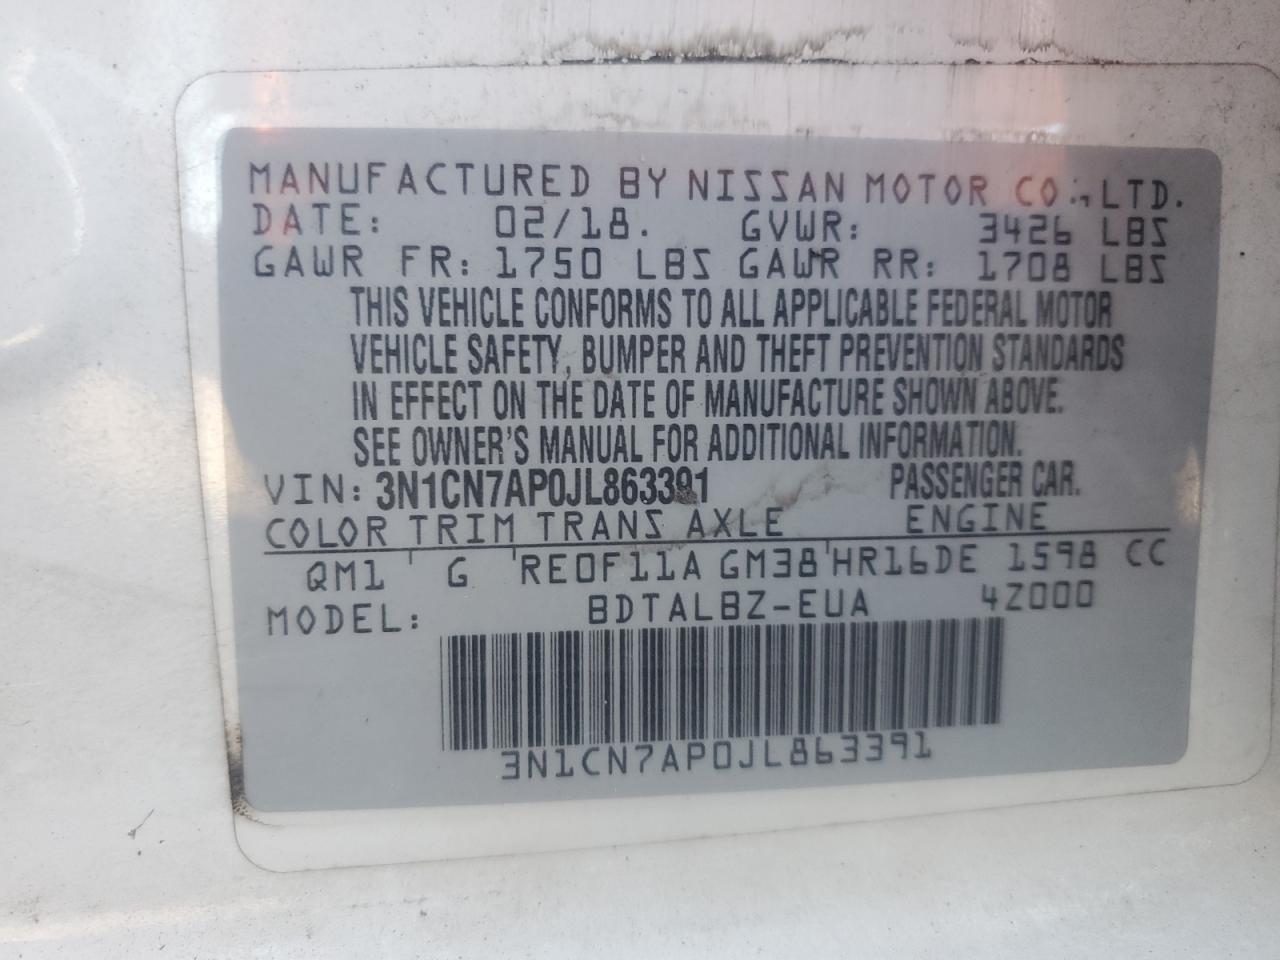 MANUFACTURED BY NISSAN MOTOR CO., LTD.
DATE: 02/18. GVWR: 3426 LBS
GAWR FR: 1750 LBS GAWR RR: 1708 LBS
THIS VEHICLE CONFORMS TO ALL APPLICABLE FEDERAL MOTOR
VEHICLE SAFETY, BUMPER AND THEFT PREVENTION STANDARDS
IN EFFECT ON THE DATE OF MANUFACTURE SHOWN ABOVE.
SEE OWNER'S MANUAL FOR ADDITIONAL INFORMATION.
VIN: 3N1CN7AP0JL863391 PASSENGER CAR.
COLOR TRIM TRANS AXLE ENGINE
QM1 G RE0F11A GM38 HR16DE 1598 CC
MODEL: BDTALBZ-EUA 4Z000
3N1CN7AP0JL863391